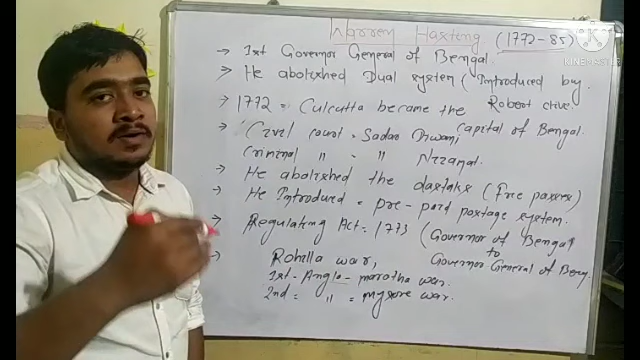 Warren Hasting (1772-85)
→ 1st Governor General of Bengal.
→ He abolished Dual system (Introduced by Robert clive
→ 1772 = Culcutta became the capital of Bengal.
→ Civil court = Sadar Diwani
Criminal " = " Nizamat.
→ He abolished the dastaks (Free passes)
→ He Introduced = pre-paid postage system.
→ Regulating Act = 1773 (Governor of Bengal to Governor General of Beng.
→ Rohilla war,
1st - Anglo - maratha war.
2nd = " = mysore war.
KINEMASTER